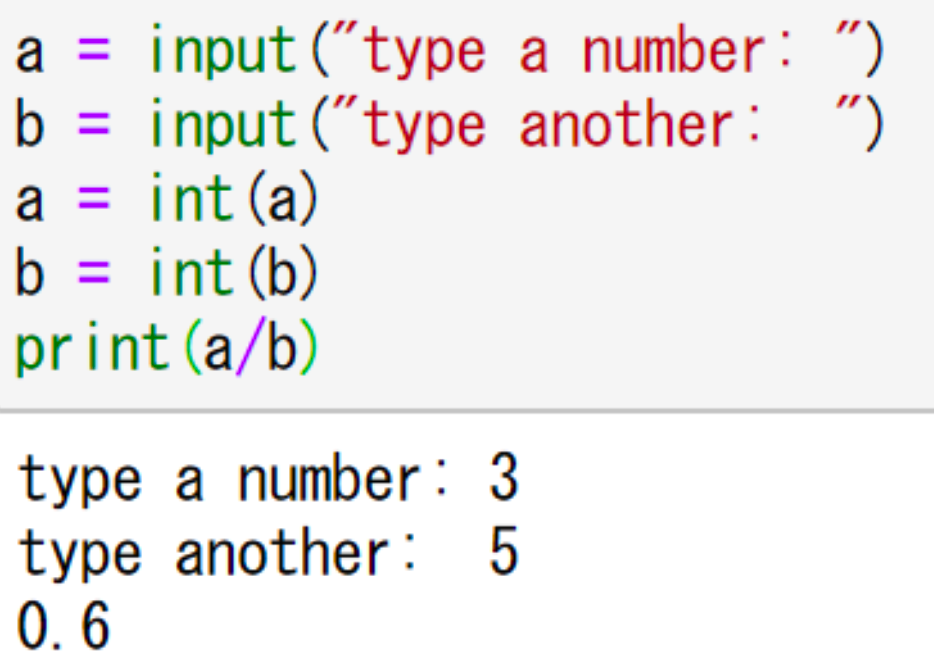 a = input("type a number: ")
b = input("type another:  ")
a = int(a)
b = int(b)
print(a/b)
type a number: 3
type another:  5
0.6